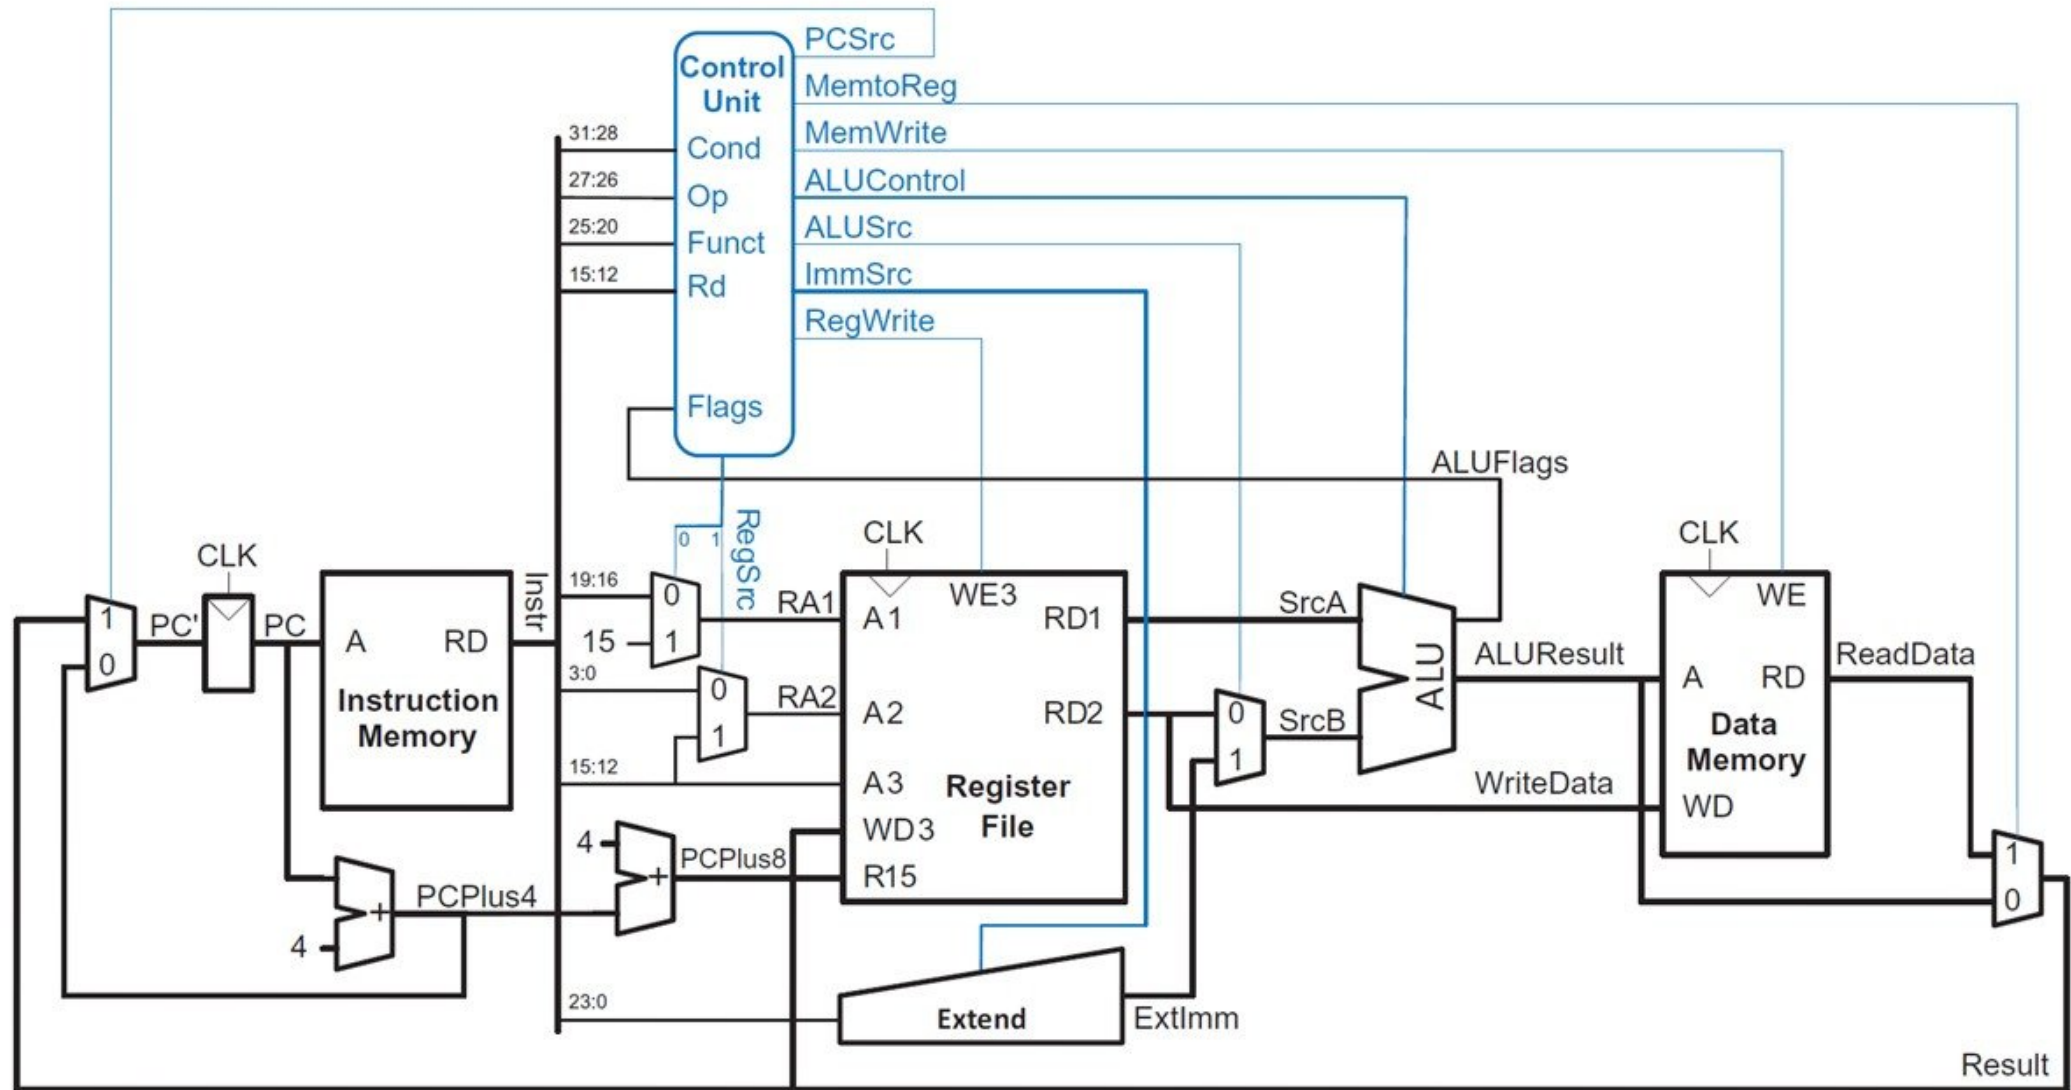 PCSrc
Control
Unit
MemtoReg
31:28
Cond
MemWrite
27:26
Op
ALUControl
25:20
Funct
ALUSrc
15:12
Rd
ImmSrc
RegWrite
Flags
ALUFlags
RegSrc
0 1
CLK
CLK
CLK
1
0
PC'
PC
A
RD
Instruction
Memory
Instr
19:16
0
15
1
RA1
3:0
0
1
RA2
15:12
A1
WE3
RD1
A2
RD2
A3
Register
File
WD3
R15
4
+
PCPlus8
PCPlus4
4
+
23:0
Extend
ExtImm
SrcA
0
1
SrcB
ALU
ALUResult
WriteData
WE
A
RD
Data
Memory
WD
ReadData
1
0
Result